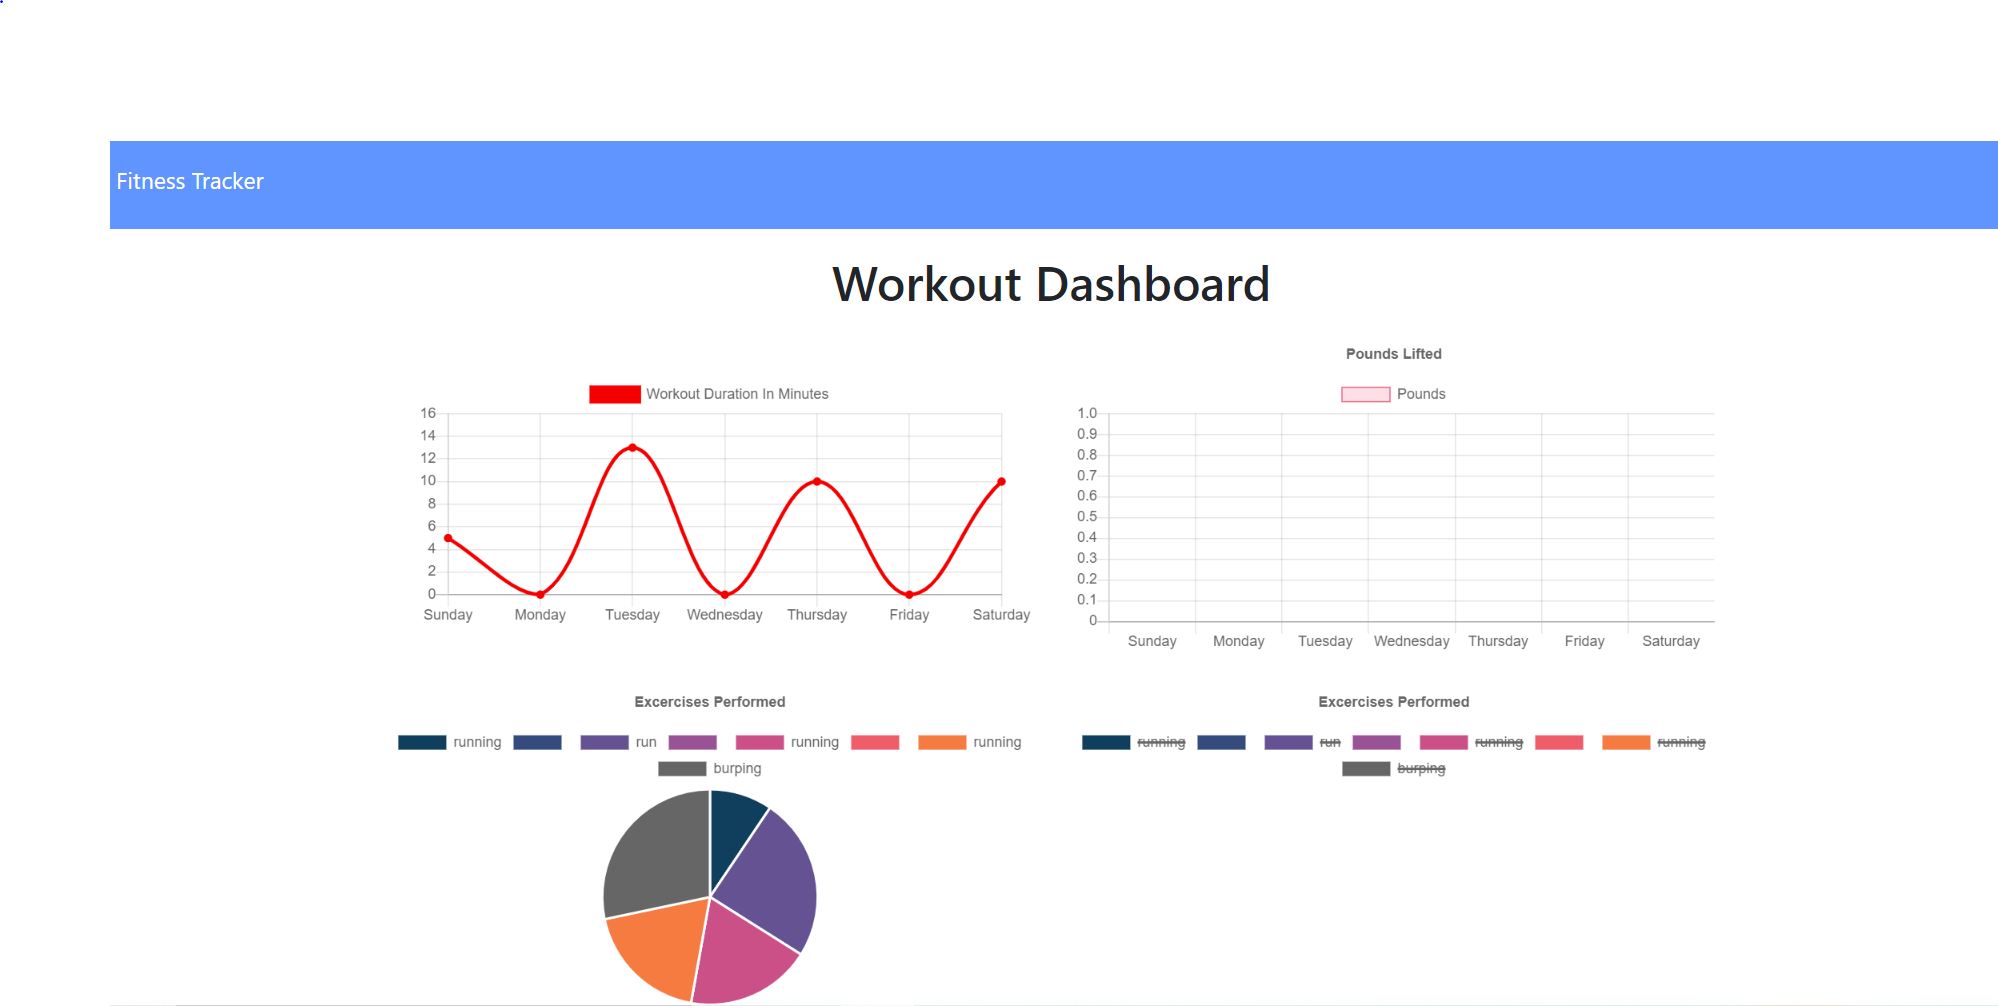 Fitness Tracker
Workout Dashboard
Workout Duration In Minutes
16
14
12
10
8
6
4
2
0
Sunday Monday Tuesday Wednesday Thursday Friday Saturday
Pounds Lifted
Pounds
1.0
0.9
0.8
0.7
0.6
0.5
0.4
0.3
0.2
0.1
0
Sunday Monday Tuesday Wednesday Thursday Friday Saturday
Excercises Performed
running run running running
burping
Excercises Performed
running run running running
burping